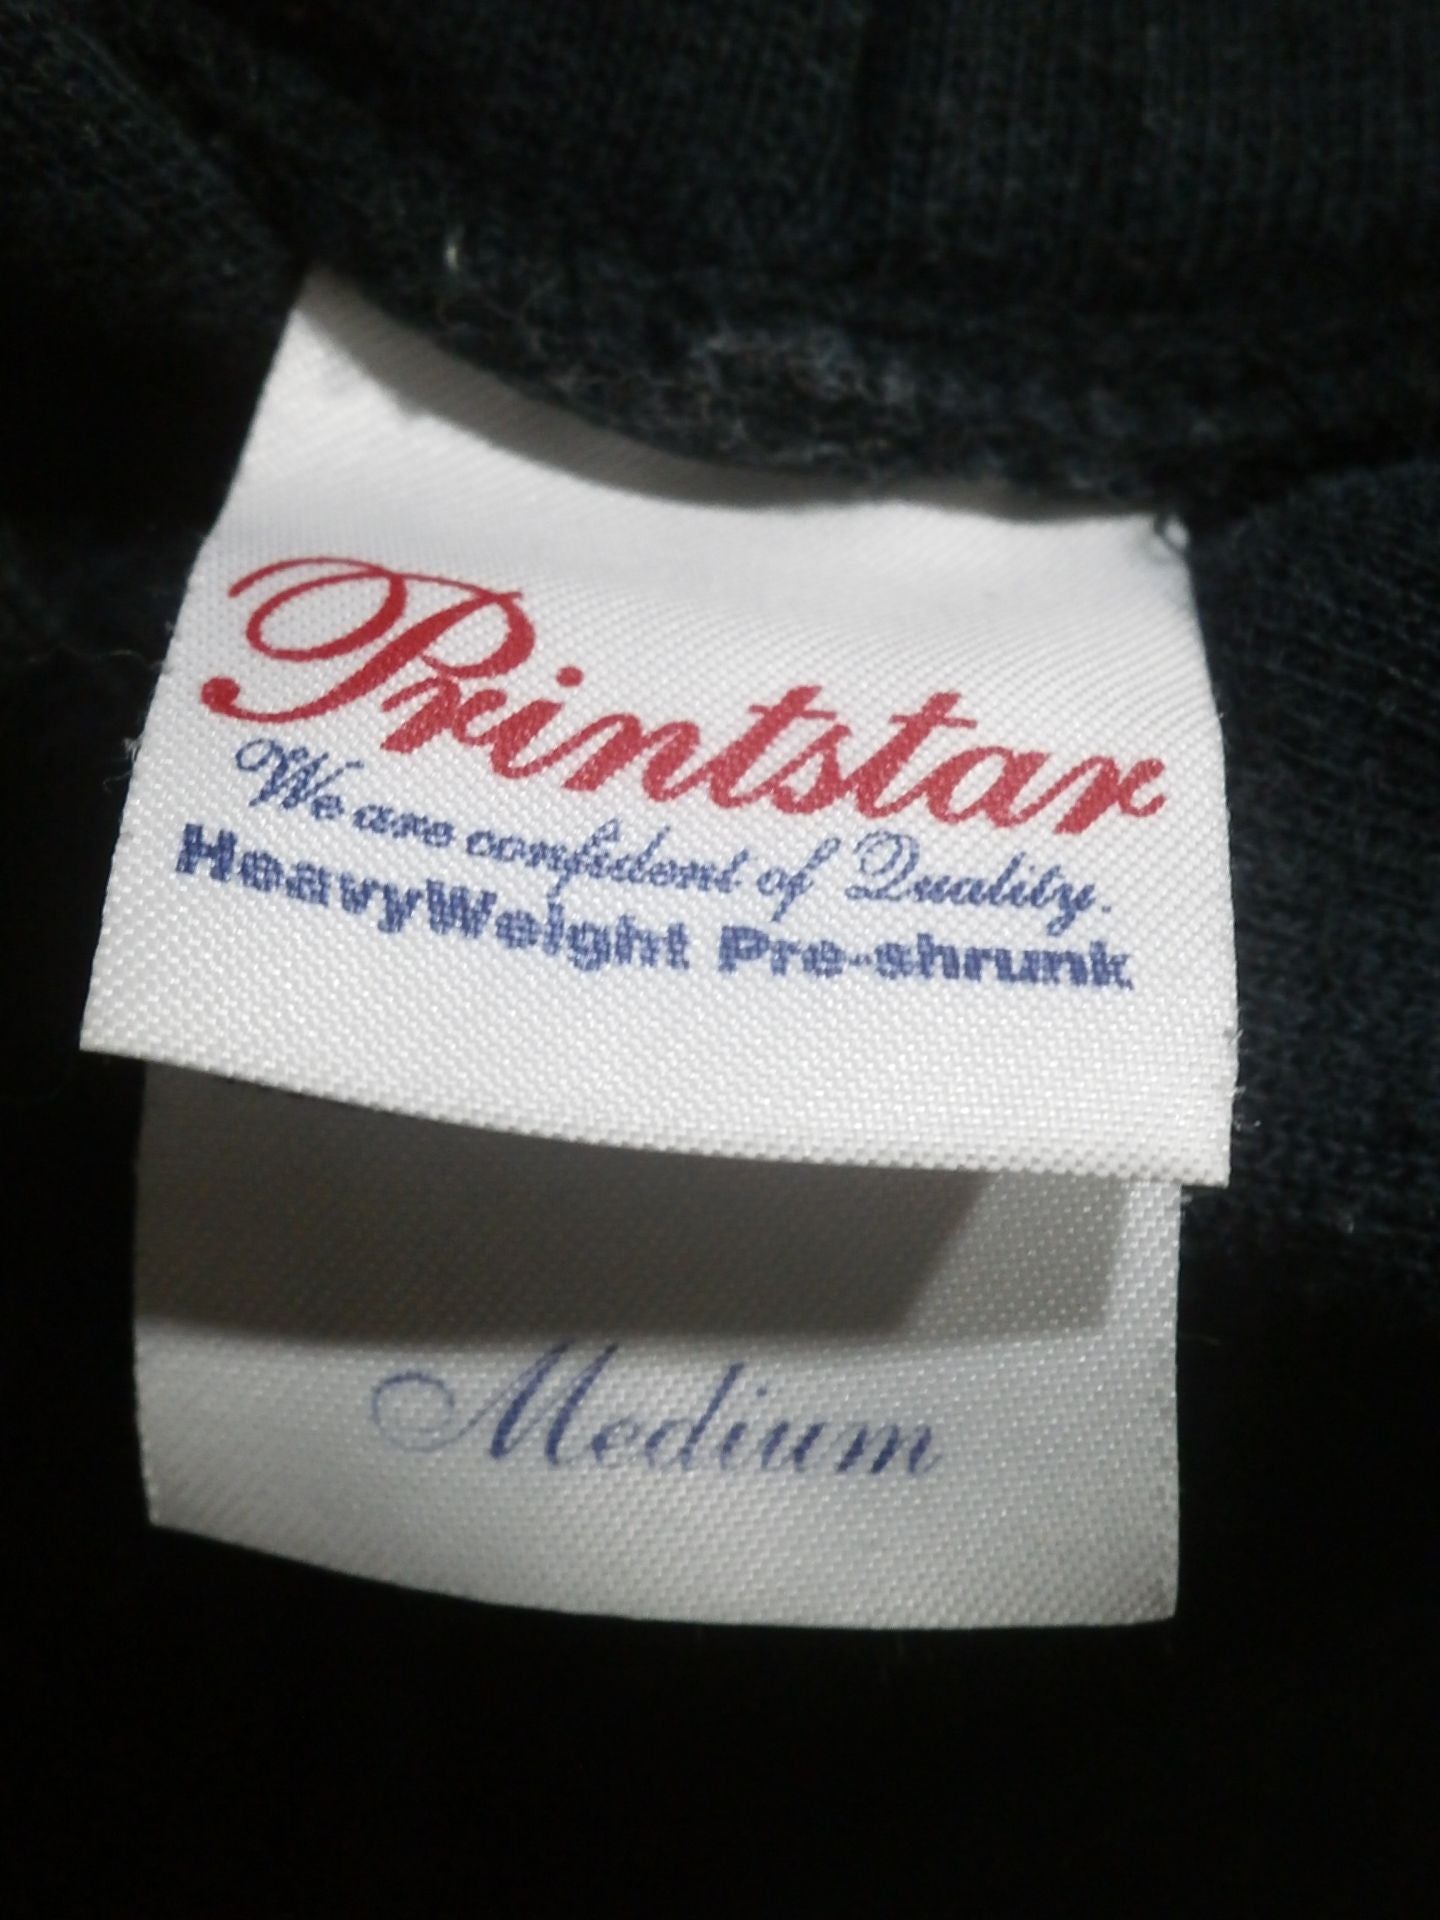 Printstar
We are confident of Quality.
HeavyWeight Pre-shrunk
Medium